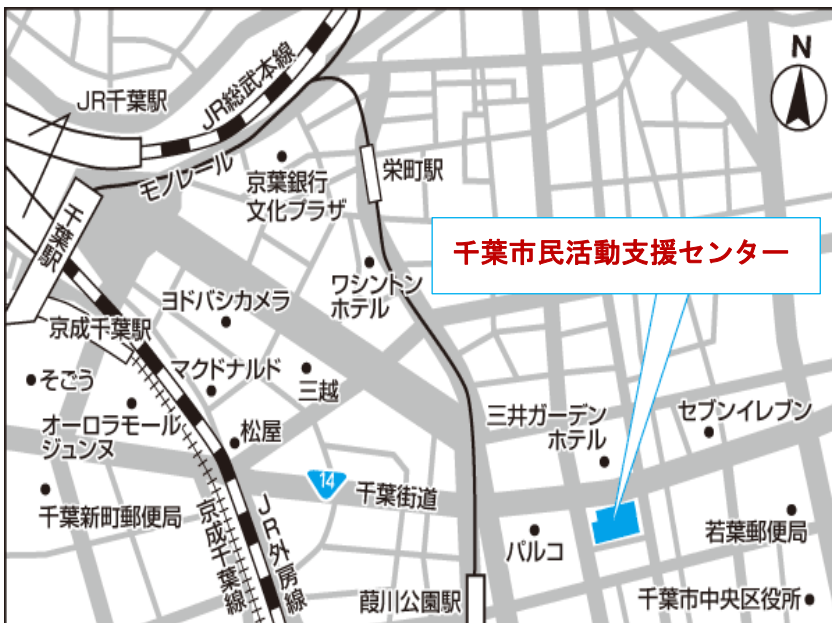 N
JR千葉駅
JR総武本線
モノレール
京葉銀行
文化プラザ
栄町駅
千葉駅
千葉市民活動支援センター
ワシントン
ホテル
ヨドバシカメラ
京成千葉駅
マクドナルド
そごう
三越
オーロラモール
ジュンヌ
松屋
三井ガーデン
ホテル
セブンイレブン
14
千葉街道
千葉新町郵便局
京成千葉線
JR外房線
パルコ
若葉郵便局
葭川公園駅
千葉市中央区役所